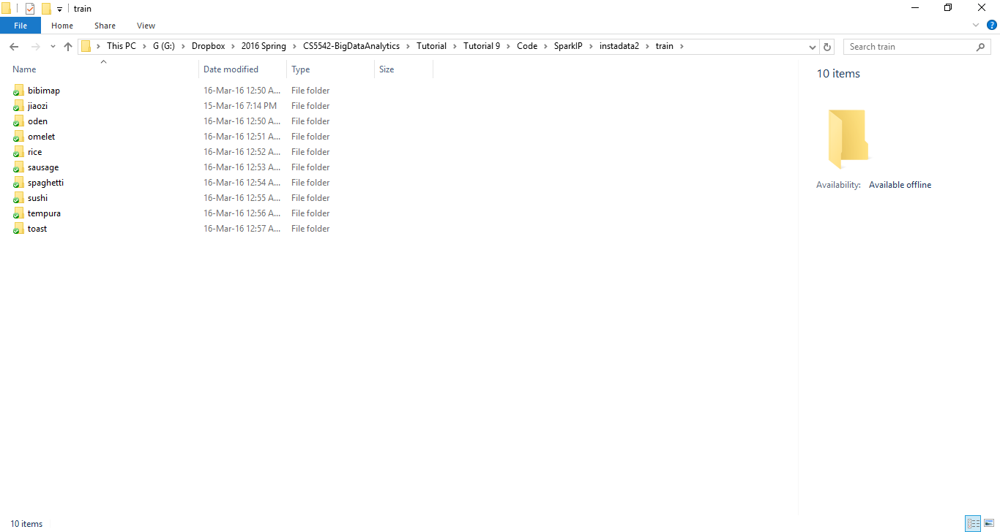 train
File Home Share View
This PC G (G:) Dropbox 2016 Spring CS5542-BigDataAnalytics Tutorial Tutorial 9 Code SparkIP instadata2 train Search train
Name Date modified Type Size
10 items
bibimap 16-Mar-16 12:50 A... File folder
jiaozi 15-Mar-16 7:14 PM File folder
oden 16-Mar-16 12:50 A... File folder
omelet 16-Mar-16 12:51 A... File folder
rice 16-Mar-16 12:52 A... File folder
sausage 16-Mar-16 12:53 A... File folder
spaghetti 16-Mar-16 12:54 A... File folder
Availability: Available offline
sushi 16-Mar-16 12:55 A... File folder
tempura 16-Mar-16 12:56 A... File folder
toast 16-Mar-16 12:57 A... File folder
10 items